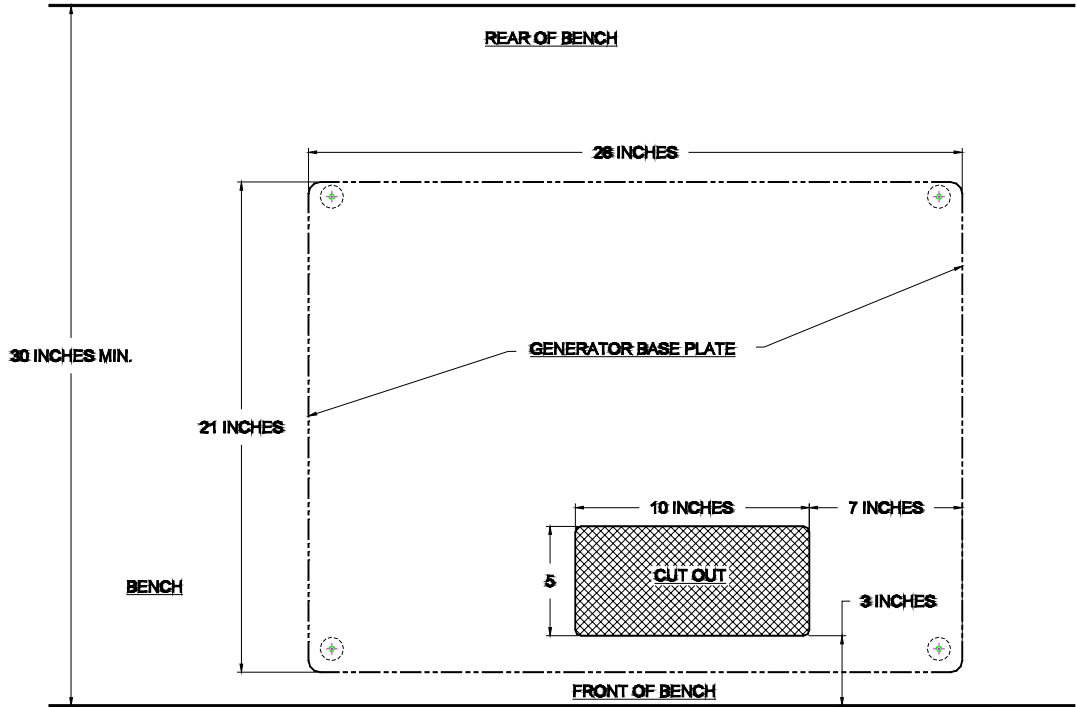 REAR OF BENCH
28 INCHES
GENERATOR BASE PLATE
30 INCHES MIN.
21 INCHES
10 INCHES
7 INCHES
5
CUT OUT
BENCH
3 INCHES
FRONT OF BENCH